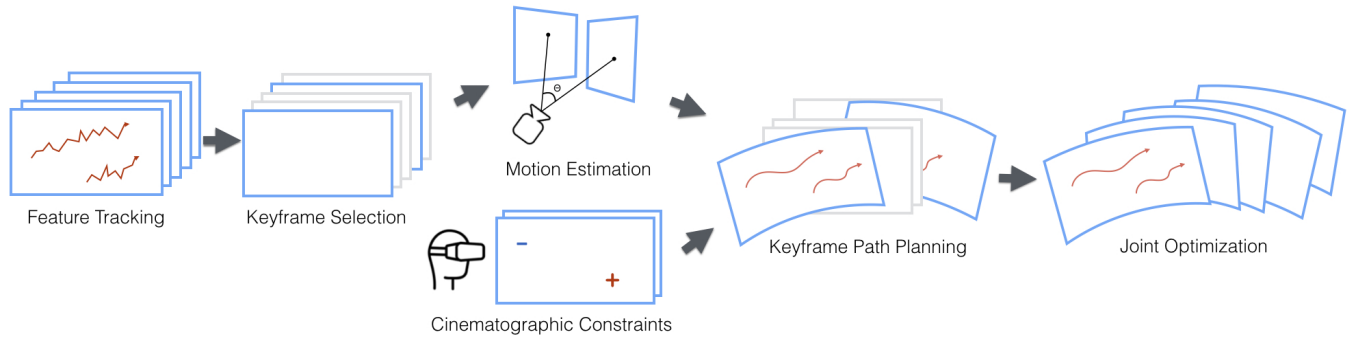 Feature Tracking
Keyframe Selection
Θ
Motion Estimation
-
+
Cinematographic Constraints
Keyframe Path Planning
Joint Optimization